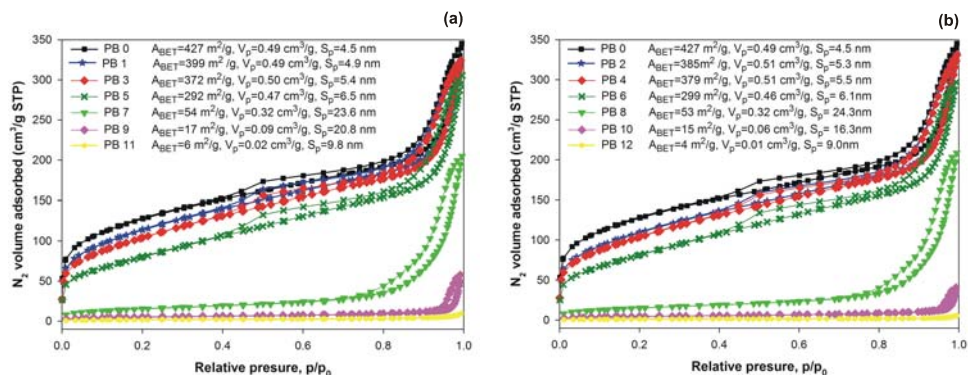 (a)
350
300
250
200
150
100
50
0
N2 volume adsorbed (cm³/g STP)
PB 0 ABET=427 m²/g, Vp=0.49 cm³/g, Sp=4.5 nm
PB 1 ABET=399 m²/g, Vp=0.49 cm³/g, Sp=4.9 nm
PB 3 ABET=372 m²/g, Vp=0.50 cm³/g, Sp=5.4 nm
PB 5 ABET=292 m²/g, Vp=0.47 cm³/g, Sp=6.5 nm
PB 7 ABET=54 m²/g, Vp=0.32 cm³/g, Sp=23.6 nm
PB 9 ABET=17 m²/g, Vp=0.09 cm³/g, Sp=20.8 nm
PB 11 ABET=6 m²/g, Vp=0.02 cm³/g, Sp=9.8 nm
0.0 0.2 0.4 0.6 0.8 1.0
Relative presure, p/p0
(b)
350
300
250
200
150
100
50
0
N2 volume adsorbed (cm³/g STP)
PB 0 ABET=427 m²/g, Vp=0.49 cm³/g, Sp=4.5 nm
PB 2 ABET=385m²/g, Vp=0.51 cm³/g, Sp=5.3 nm
PB 4 ABET=379 m²/g, Vp=0.51 cm³/g, Sp=5.5 nm
PB 6 ABET=299 m²/g, Vp=0.46 cm³/g, Sp= 6.1nm
PB 8 ABET=53 m²/g, Vp=0.32 cm³/g, Sp= 24.3nm
PB 10 ABET=15 m²/g, Vp=0.06 cm³/g, Sp= 16.3nm
PB 12 ABET=4 m²/g, Vp=0.01 cm³/g, Sp= 9.0nm
0.0 0.2 0.4 0.6 0.8 1.0
Relative presure, p/p0